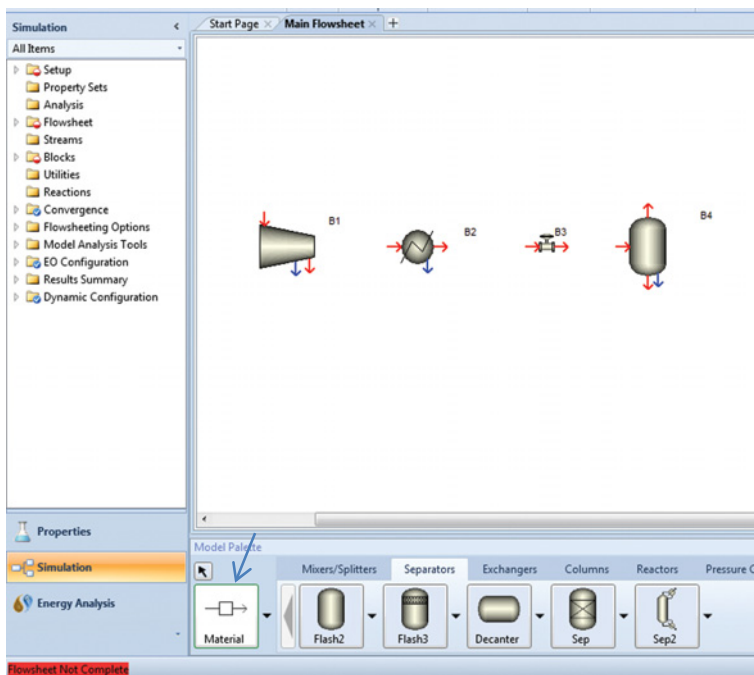 Simulation
Start Page
Main Flowsheet
All Items
Setup
Property Sets
Analysis
Flowsheet
Streams
Blocks
Utilities
Reactions
Convergence
Flowsheeting Options
Model Analysis Tools
EO Configuration
Results Summary
Dynamic Configuration
B1
B2
B3
B4
Properties
Simulation
Energy Analysis
Model Palette
Mixers/Splitters Separators Exchangers Columns Reactors Pressure C
Material Flash2 Flash3 Decanter Sep Sep2
Flowsheet Not Complete